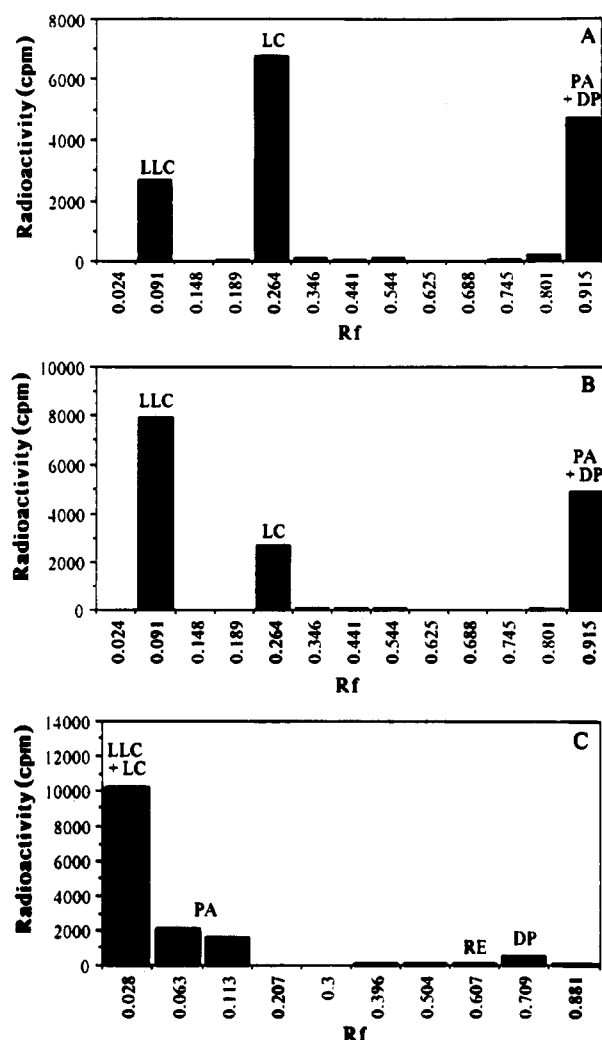 A
Radioactivity (cpm)
8000
6000
4000
2000
0
LLC
LC
PA
+ DP
0.024
0.091
0.148
0.189
0.264
0.346
0.441
0.544
0.625
0.688
0.745
0.801
0.915
Rf
B
Radioactivity (cpm)
10000
8000
6000
4000
2000
0
LLC
LC
PA
+ DP
0.024
0.091
0.148
0.189
0.264
0.346
0.441
0.544
0.625
0.688
0.745
0.801
0.915
Rf
C
Radioactivity (cpm)
14000
12000
10000
8000
6000
4000
2000
0
LLC
+ LC
PA
RE
DP
0.028
0.063
0.113
0.207
0.3
0.396
0.504
0.607
0.709
0.881
Rf